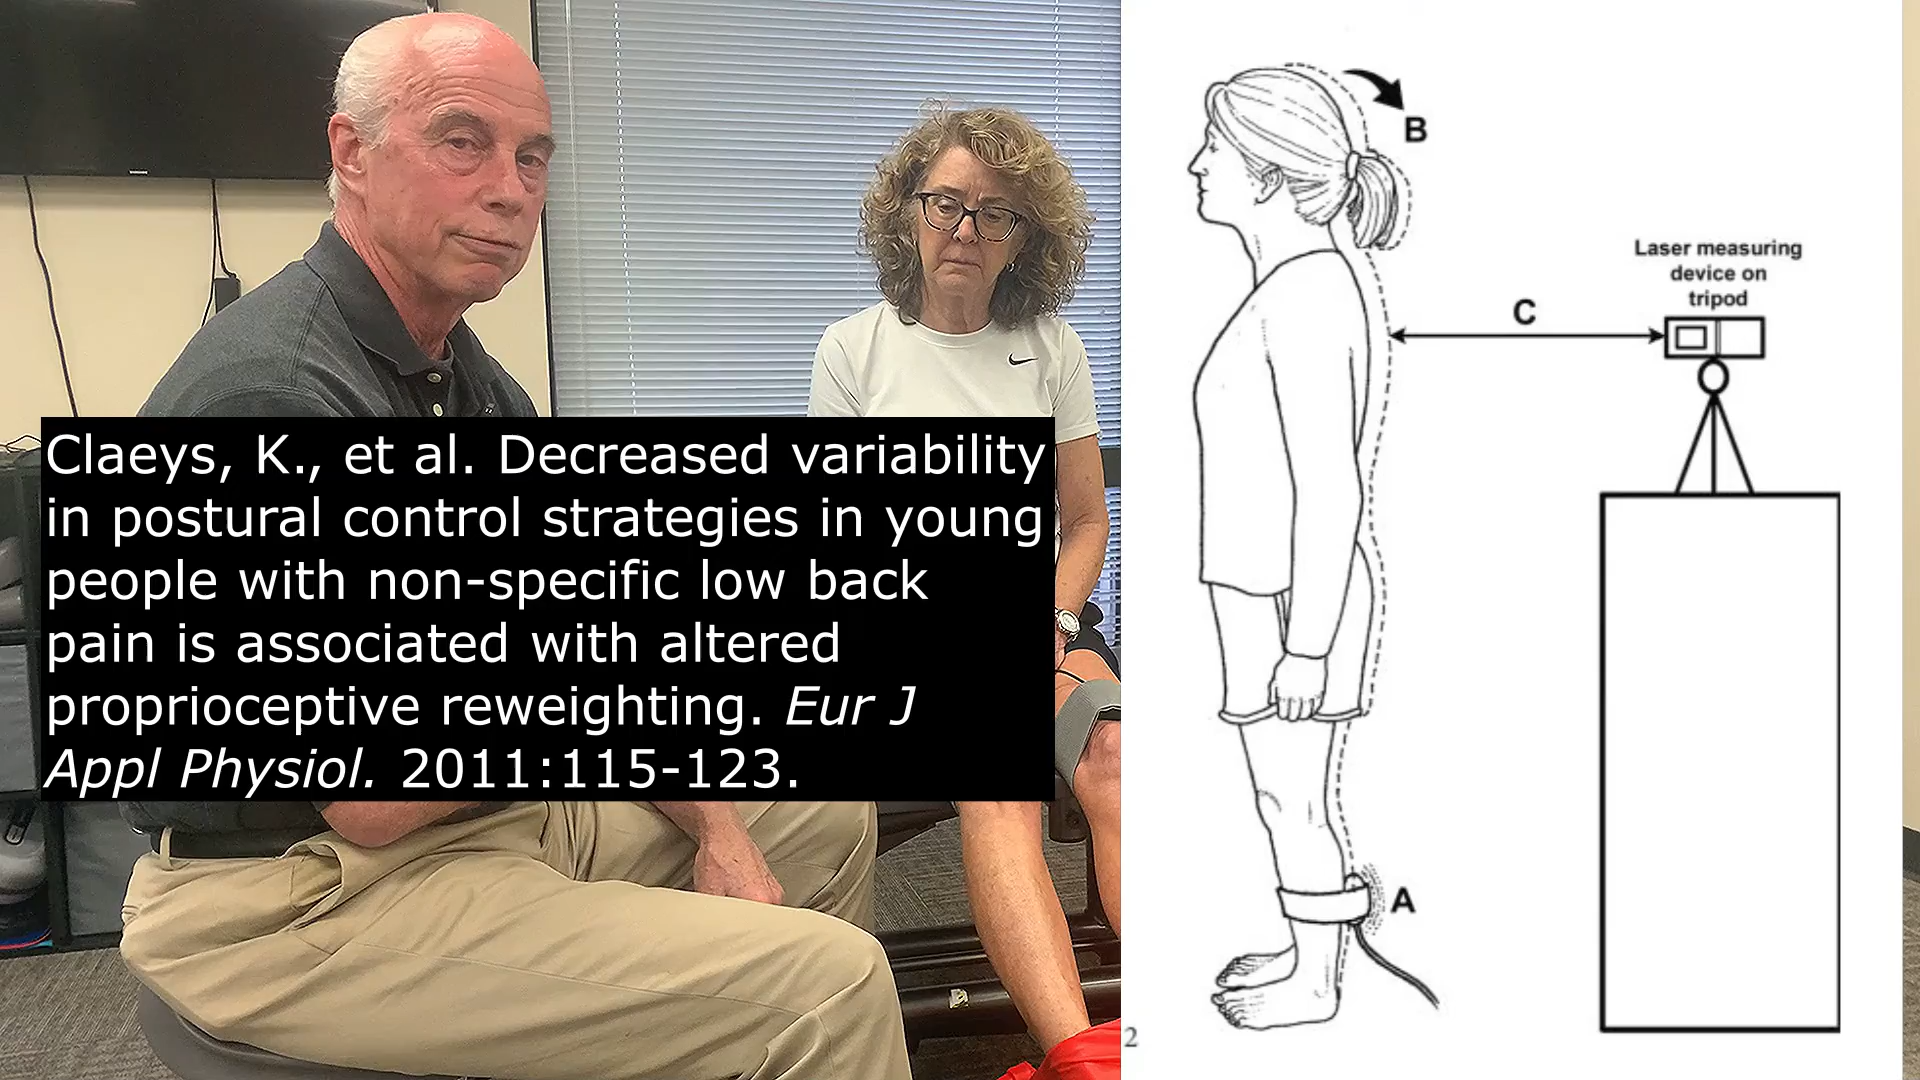 Claeys, K., et al. Decreased variability
in postural control strategies in young
people with non-specific low back
pain is associated with altered
proprioceptive reweighting. Eur J
Appl Physiol. 2011:115-123.
B
Laser measuring
device on
tripod
C
A
2